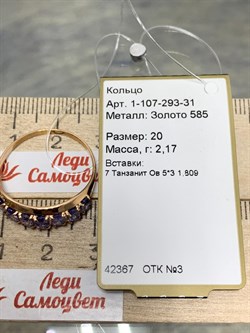 Кольцо
Арт. 1-107-293-31
Металл: Золото 585
Размер: 20
Масса, г: 2,17
Вставки:
7 Танзанит Ов 5*3 1.809
42367 ОТК №3
Леди
Самоцвет
Леди
Самоцвет